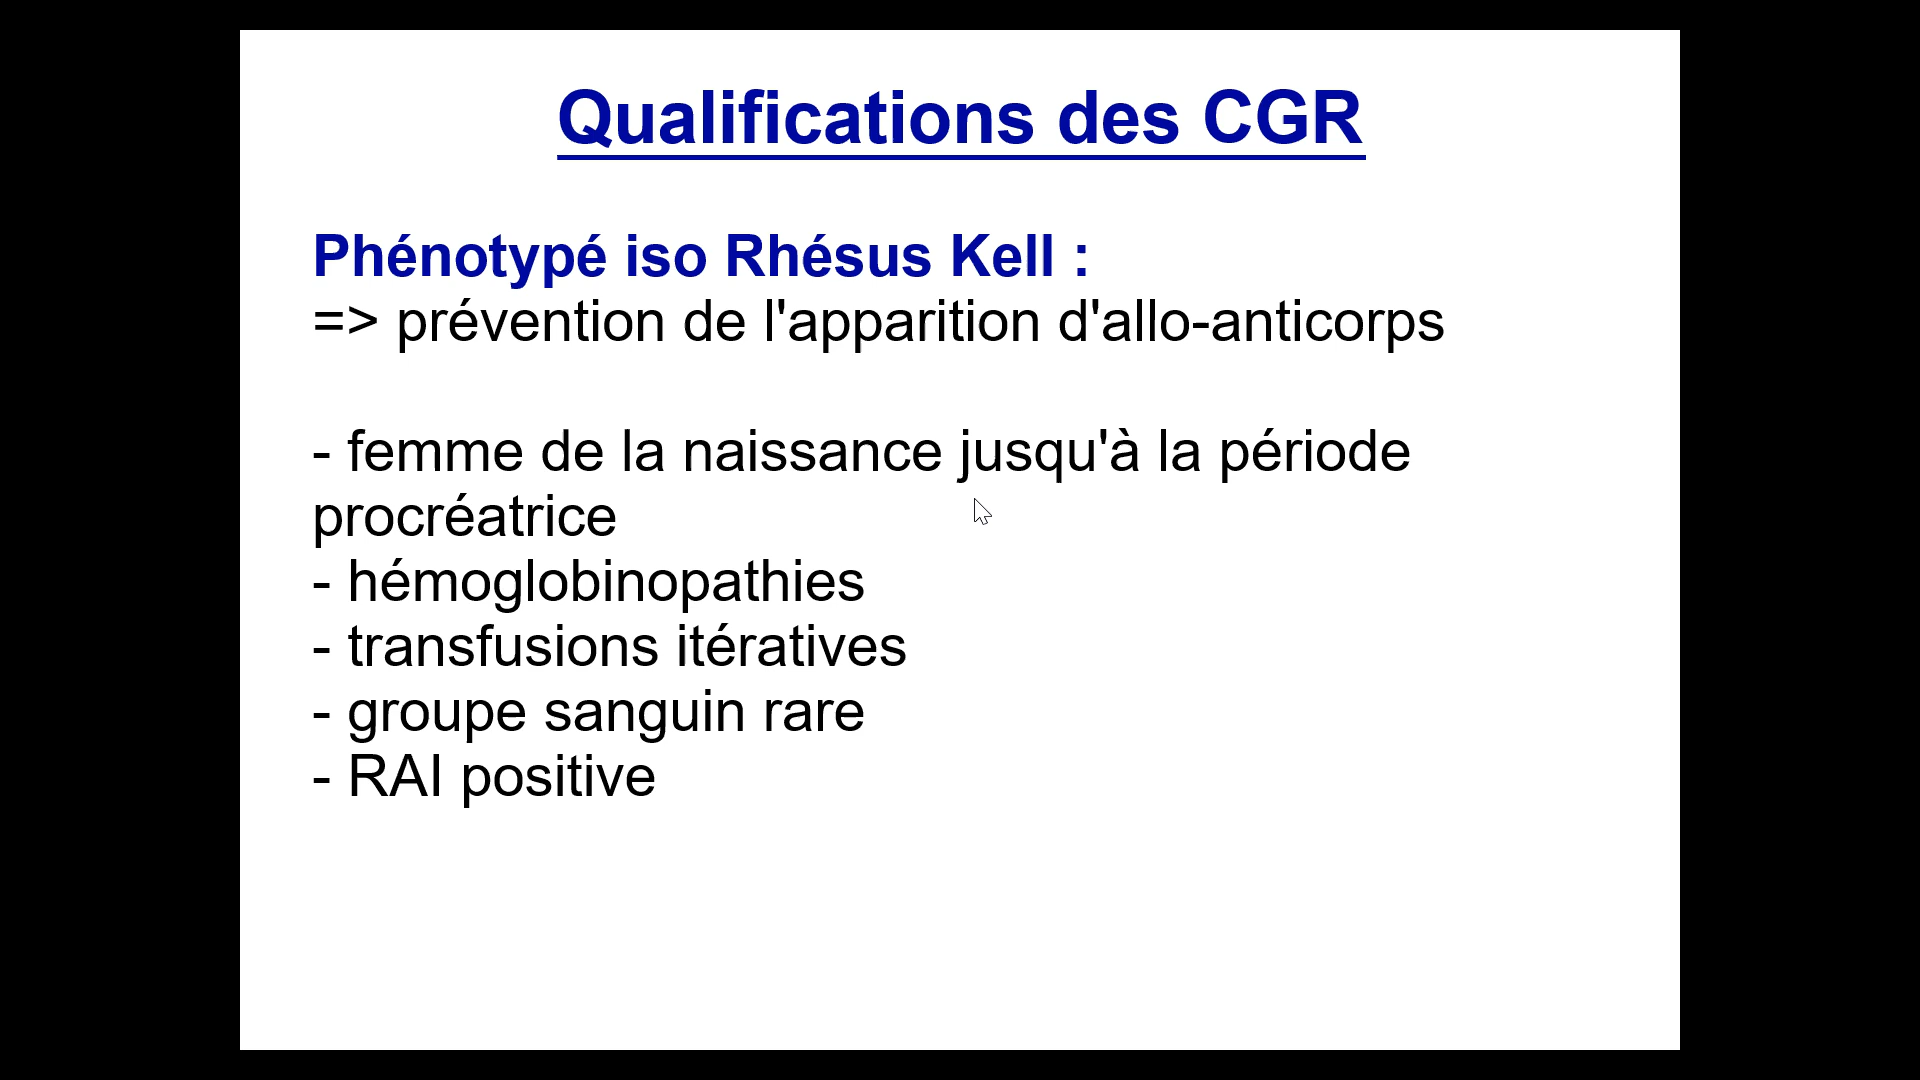 Qualifications des CGR
Phénotypé iso Rhésus Kell :
=> prévention de l'apparition d'allo-anticorps
- femme de la naissance jusqu'à la période
procréatrice
- hémoglobinopathies
- transfusions itératives
- groupe sanguin rare
- RAI positive